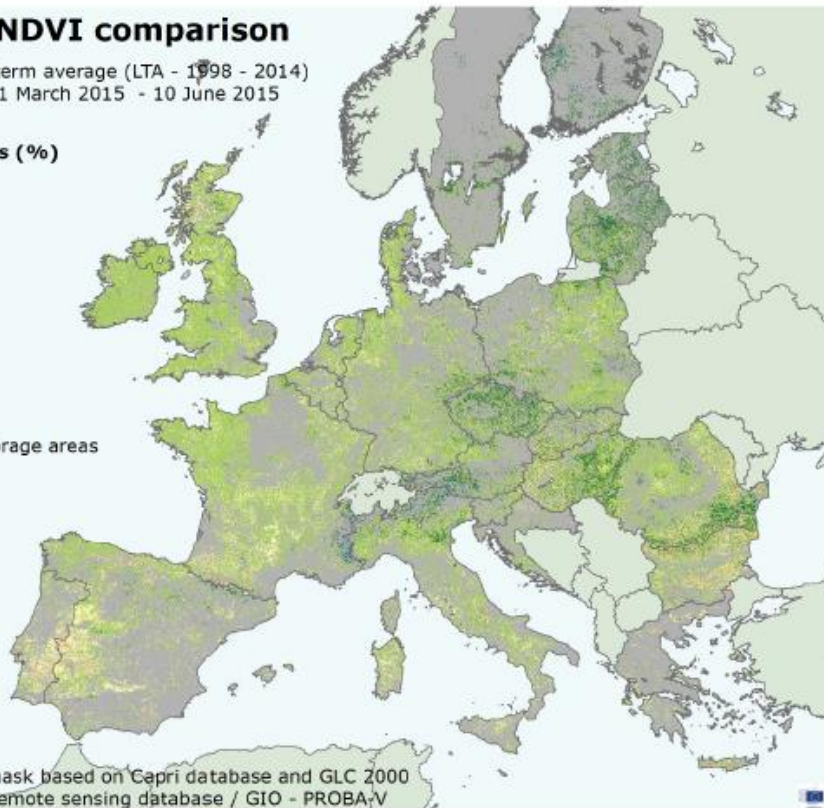 NDVI comparison
erm average (LTA - 1998 - 2014)
1 March 2015 - 10 June 2015
s (%)
rage areas
ask based on Capri database and GLC 2000
emote sensing database / GIO - PROBA-V